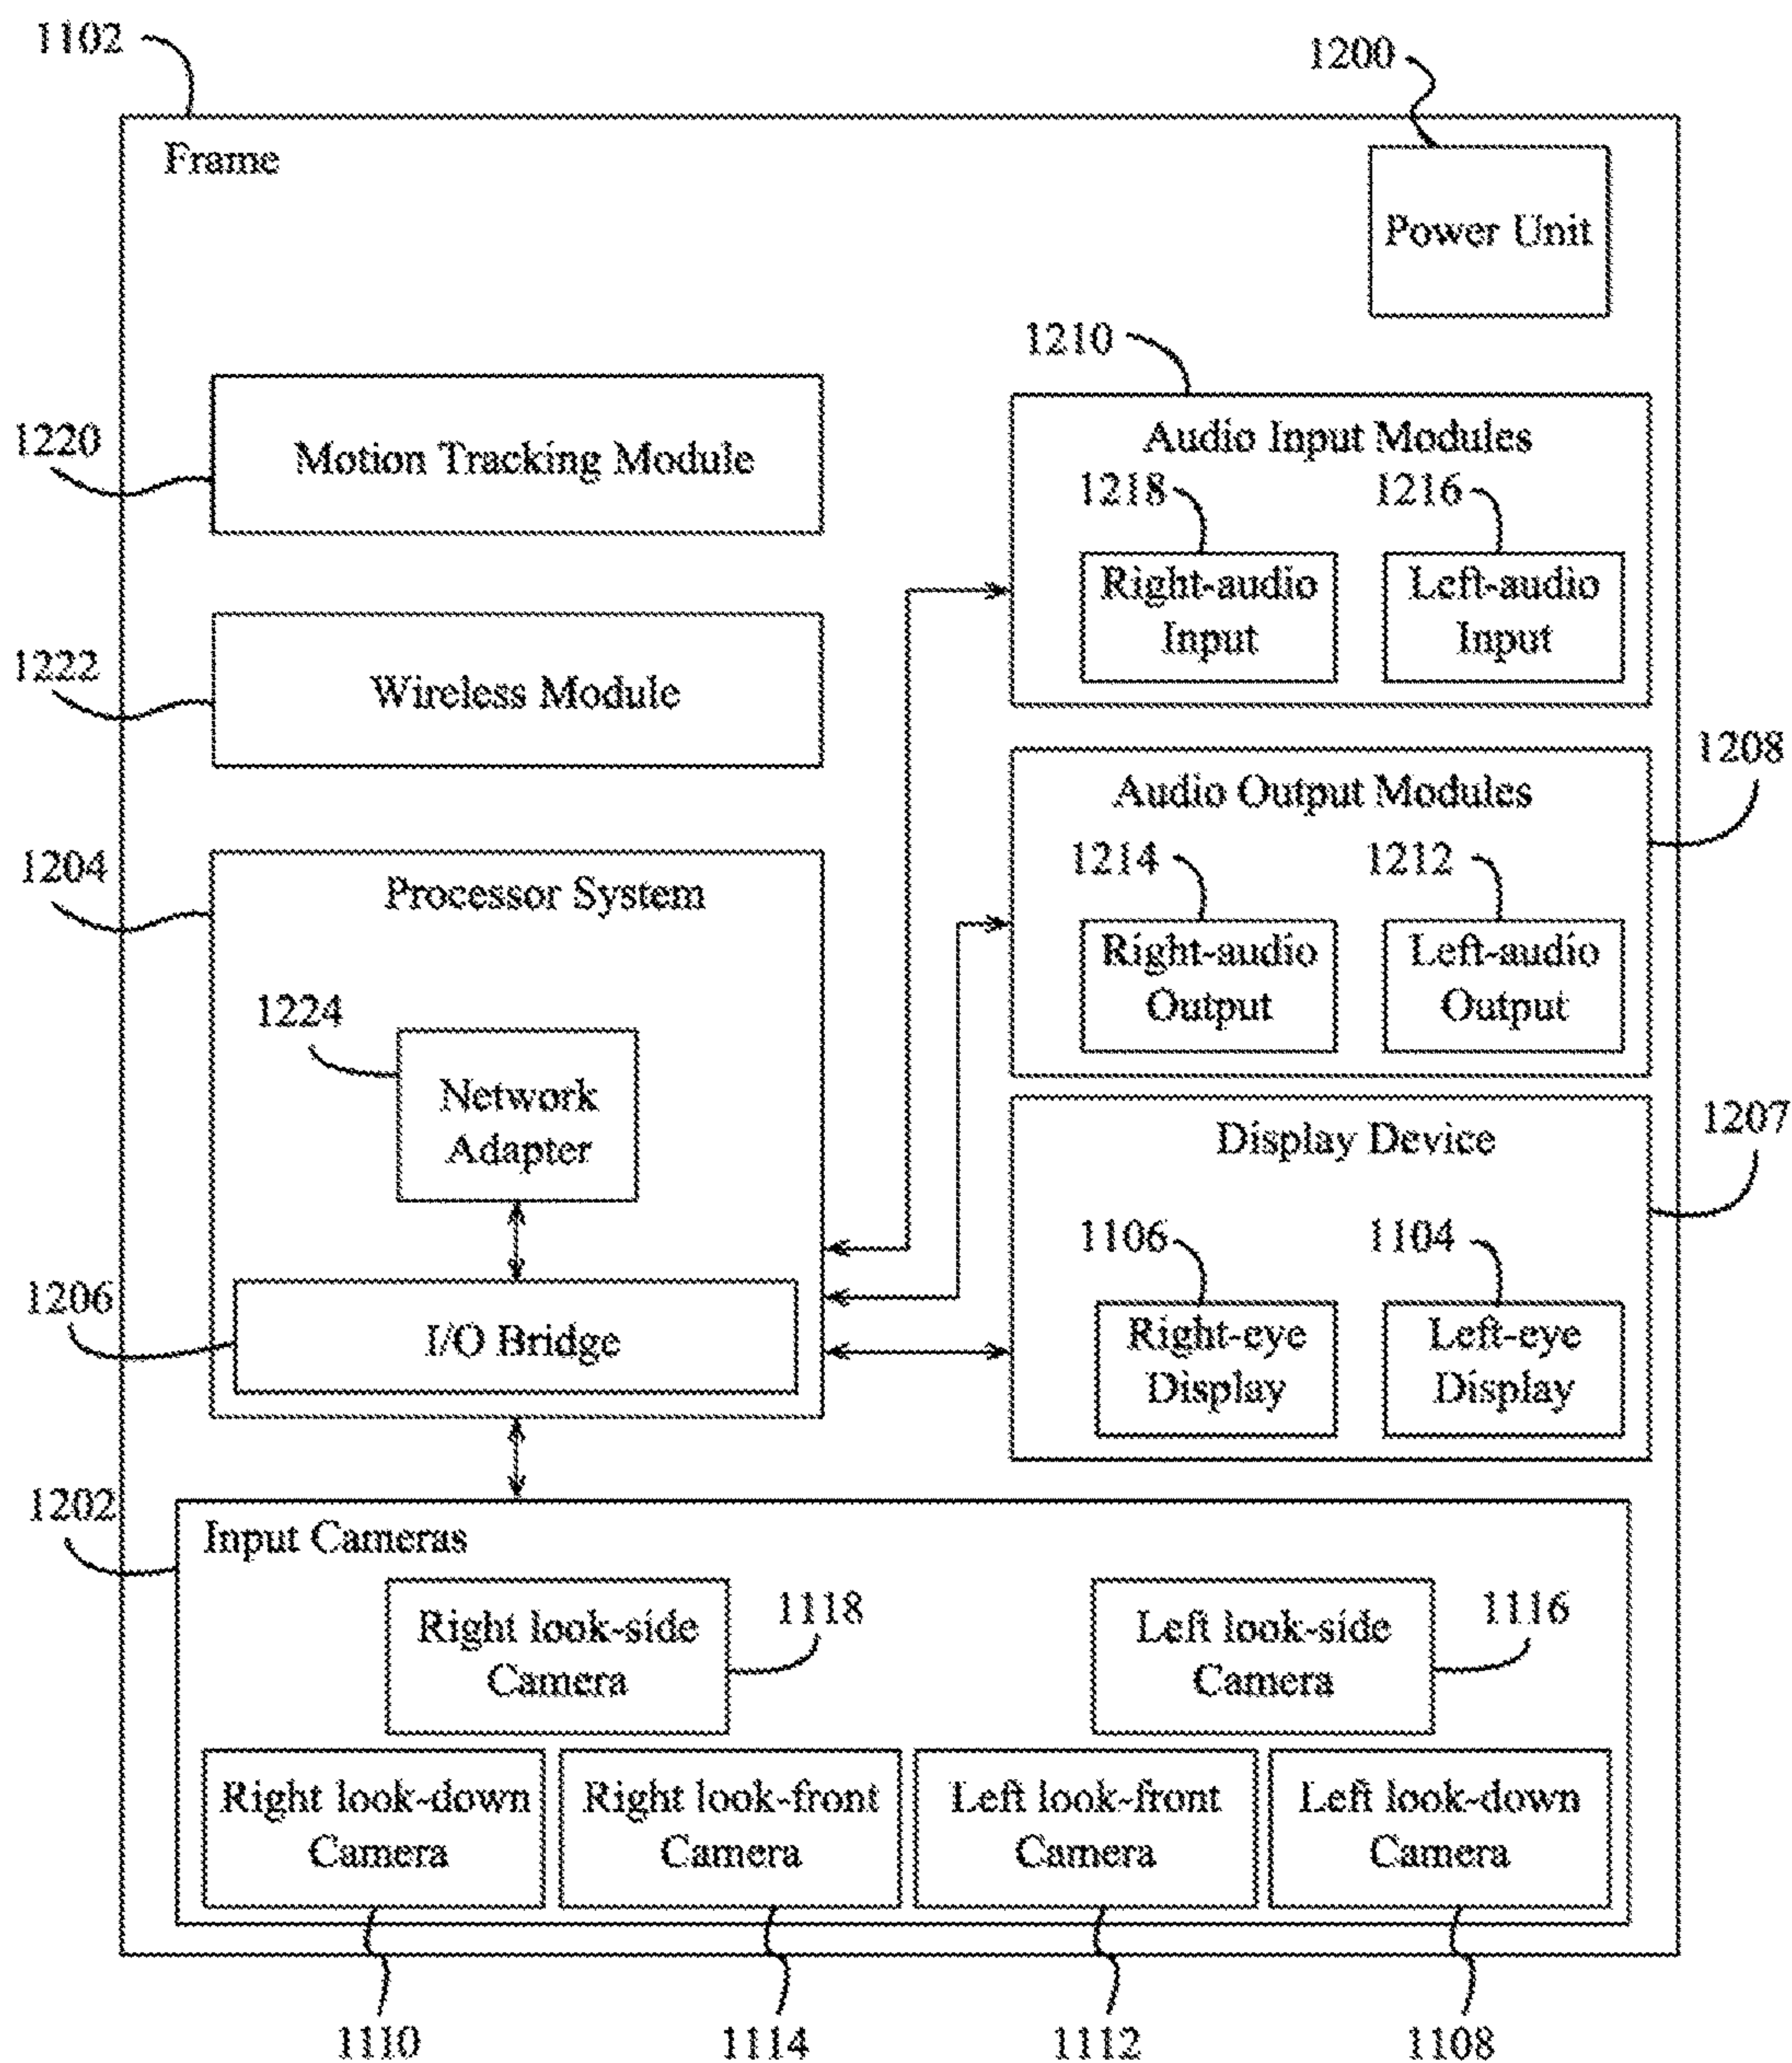 1102
1200
Frame
Power Unit
1210
1220
Motion Tracking Module
Audio Input Modules
1218
1216
Right-audio
Input
Left-audio
Input
1222
Wireless Module
1208
Audio Output Modules
1214
1212
Right-audio
Output
Left-audio
Output
1204
Processor System
1224
Network
Adapter
1206
I/O Bridge
1207
Display Device
1106
1104
Right-eye
Display
Left-eye
Display
1202
Input Cameras
Right look-side
Camera
1118
Left look-side
Camera
1116
Right look-down
Camera
Right look-front
Camera
Left look-front
Camera
Left look-down
Camera
1110
1114
1112
1108